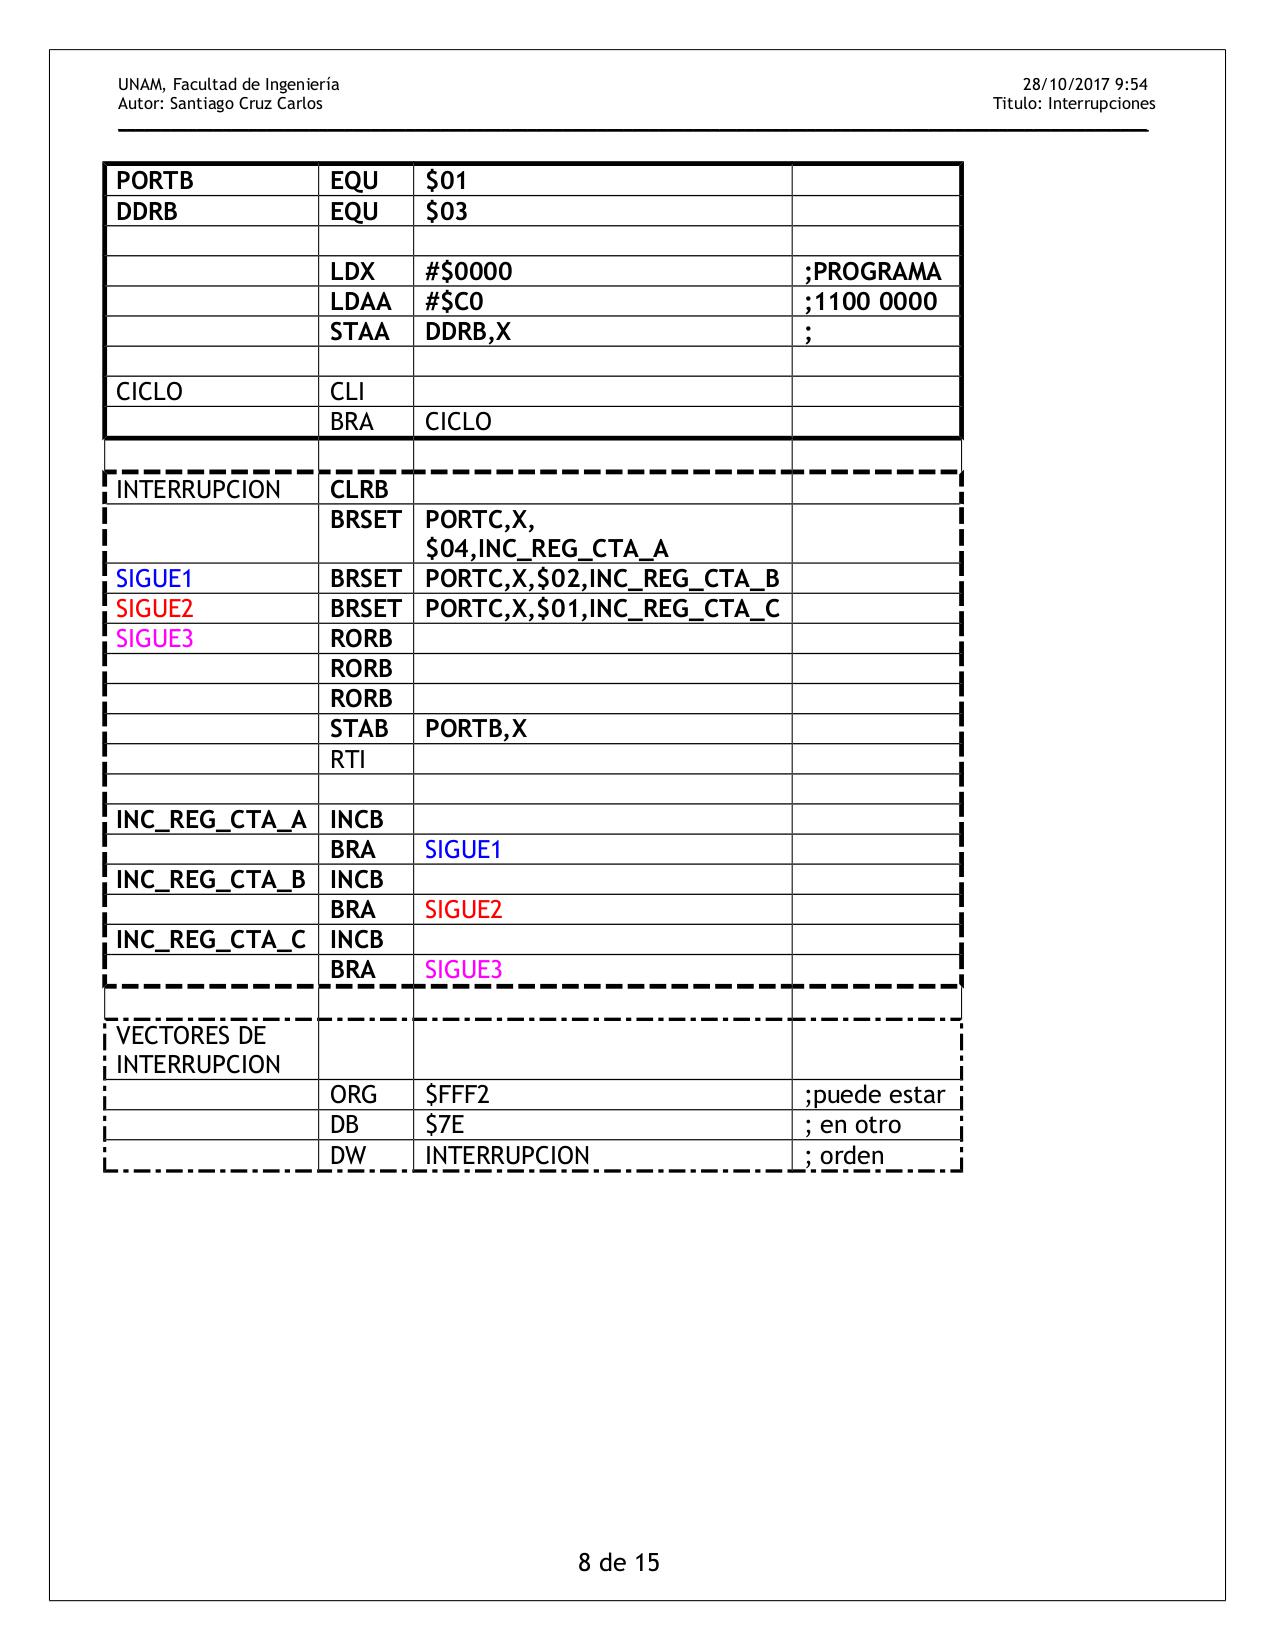 UNAM, Facultad de Ingeniería 28/10/2017 9:54
Autor: Santiago Cruz Carlos Titulo: Interrupciones
PORTB EQU $01
DDRB EQU $03
LDX #$0000 ;PROGRAMA
LDAA #$C0 ;1100 0000
STAA DDRB,X ;
CICLO CLI
BRA CICLO
INTERRUPCION CLRB
BRSET PORTC,X,
$04,INC_REG_CTA_A
SIGUE1 BRSET PORTC,X,$02,INC_REG_CTA_B
SIGUE2 BRSET PORTC,X,$01,INC_REG_CTA_C
SIGUE3 RORB
RORB
RORB
STAB PORTB,X
RTI
INC_REG_CTA_A INCB
BRA SIGUE1
INC_REG_CTA_B INCB
BRA SIGUE2
INC_REG_CTA_C INCB
BRA SIGUE3
VECTORES DE
INTERRUPCION
ORG $FFF2 ;puede estar
DB $7E ; en otro
DW INTERRUPCION ; orden
8 de 15